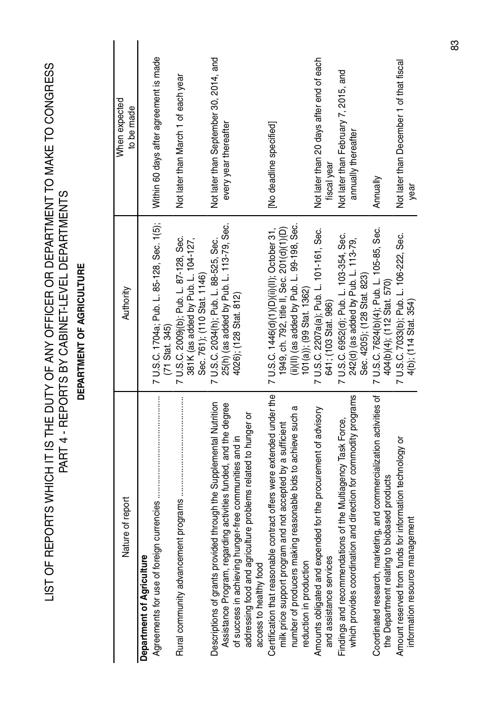 LIST OF REPORTS WHICH IT IS THE DUTY OF ANY OFFICER OR DEPARTMENT TO MAKE TO CONGRESS
PART 4 - REPORTS BY CABINET-LEVEL DEPARTMENTS
DEPARTMENT OF AGRICULTURE
Nature of report
Authority
When expected
to be made
Department of Agriculture
Agreements for use of foreign currencies
7 U.S.C. 1704a; Pub. L. 85-128, Sec. 1(5);
(71 Stat. 345)
Within 60 days after agreement is made
Rural community advancement programs
7 U.S.C. 2009j(b); Pub. L. 87-128, Sec.
381K (as added by Pub. L. 104-127,
Sec. 761); (110 Stat. 1146)
Not later than March 1 of each year
Descriptions of grants provided through the Supplemental Nutrition
Assistance Program, regarding activities funded, and the degree
of success in achieving hunger-free communities and in
addressing food and agriculture problems related to hunger or
access to healthy food
7 U.S.C. 2034(h); Pub. L. 88-525, Sec.
25(h) (as added by Pub. L. 113-79, Sec.
4026); (128 Stat. 812)
Not later than September 30, 2014, and
every year thereafter
Certification that reasonable contract offers were extended under the
milk price support program and not accepted by a sufficient
number of producers making reasonable bids to achieve such a
reduction in production
7 U.S.C. 1446(d)(1)(D)(ii)(II); October 31,
1949, ch. 792, title II, Sec. 201(d)(1)(D)
(ii)(II) (as added by Pub. L. 99-198, Sec.
101(a)); (99 Stat. 1362)
[No deadline specified]
Amounts obligated and expended for the procurement of advisory
and assistance services
7 U.S.C. 2207a(a); Pub. L. 101-161, Sec.
641; (103 Stat. 986)
Not later than 20 days after end of each
fiscal year
Findings and recommendations of the Multiagency Task Force,
which provides coordination and direction for commodity programs
7 U.S.C. 6952(d); Pub. L. 103-354, Sec.
242(d) (as added by Pub. L. 113-79,
Sec. 4205); (128 Stat. 823)
Not later than February 7, 2015, and
annually thereafter
Coordinated research, marketing, and commercialization activities of
the Department relating to biobased products
7 U.S.C. 7624(b)(4); Pub. L. 105-85, Sec.
404(b)(4); (112 Stat. 570)
Annually
Amount reserved from funds for information technology or
information resource management
7 U.S.C. 7033(b); Pub. L. 106-222, Sec.
4(b); (114 Stat. 354)
Not later than December 1 of that fiscal
year
83